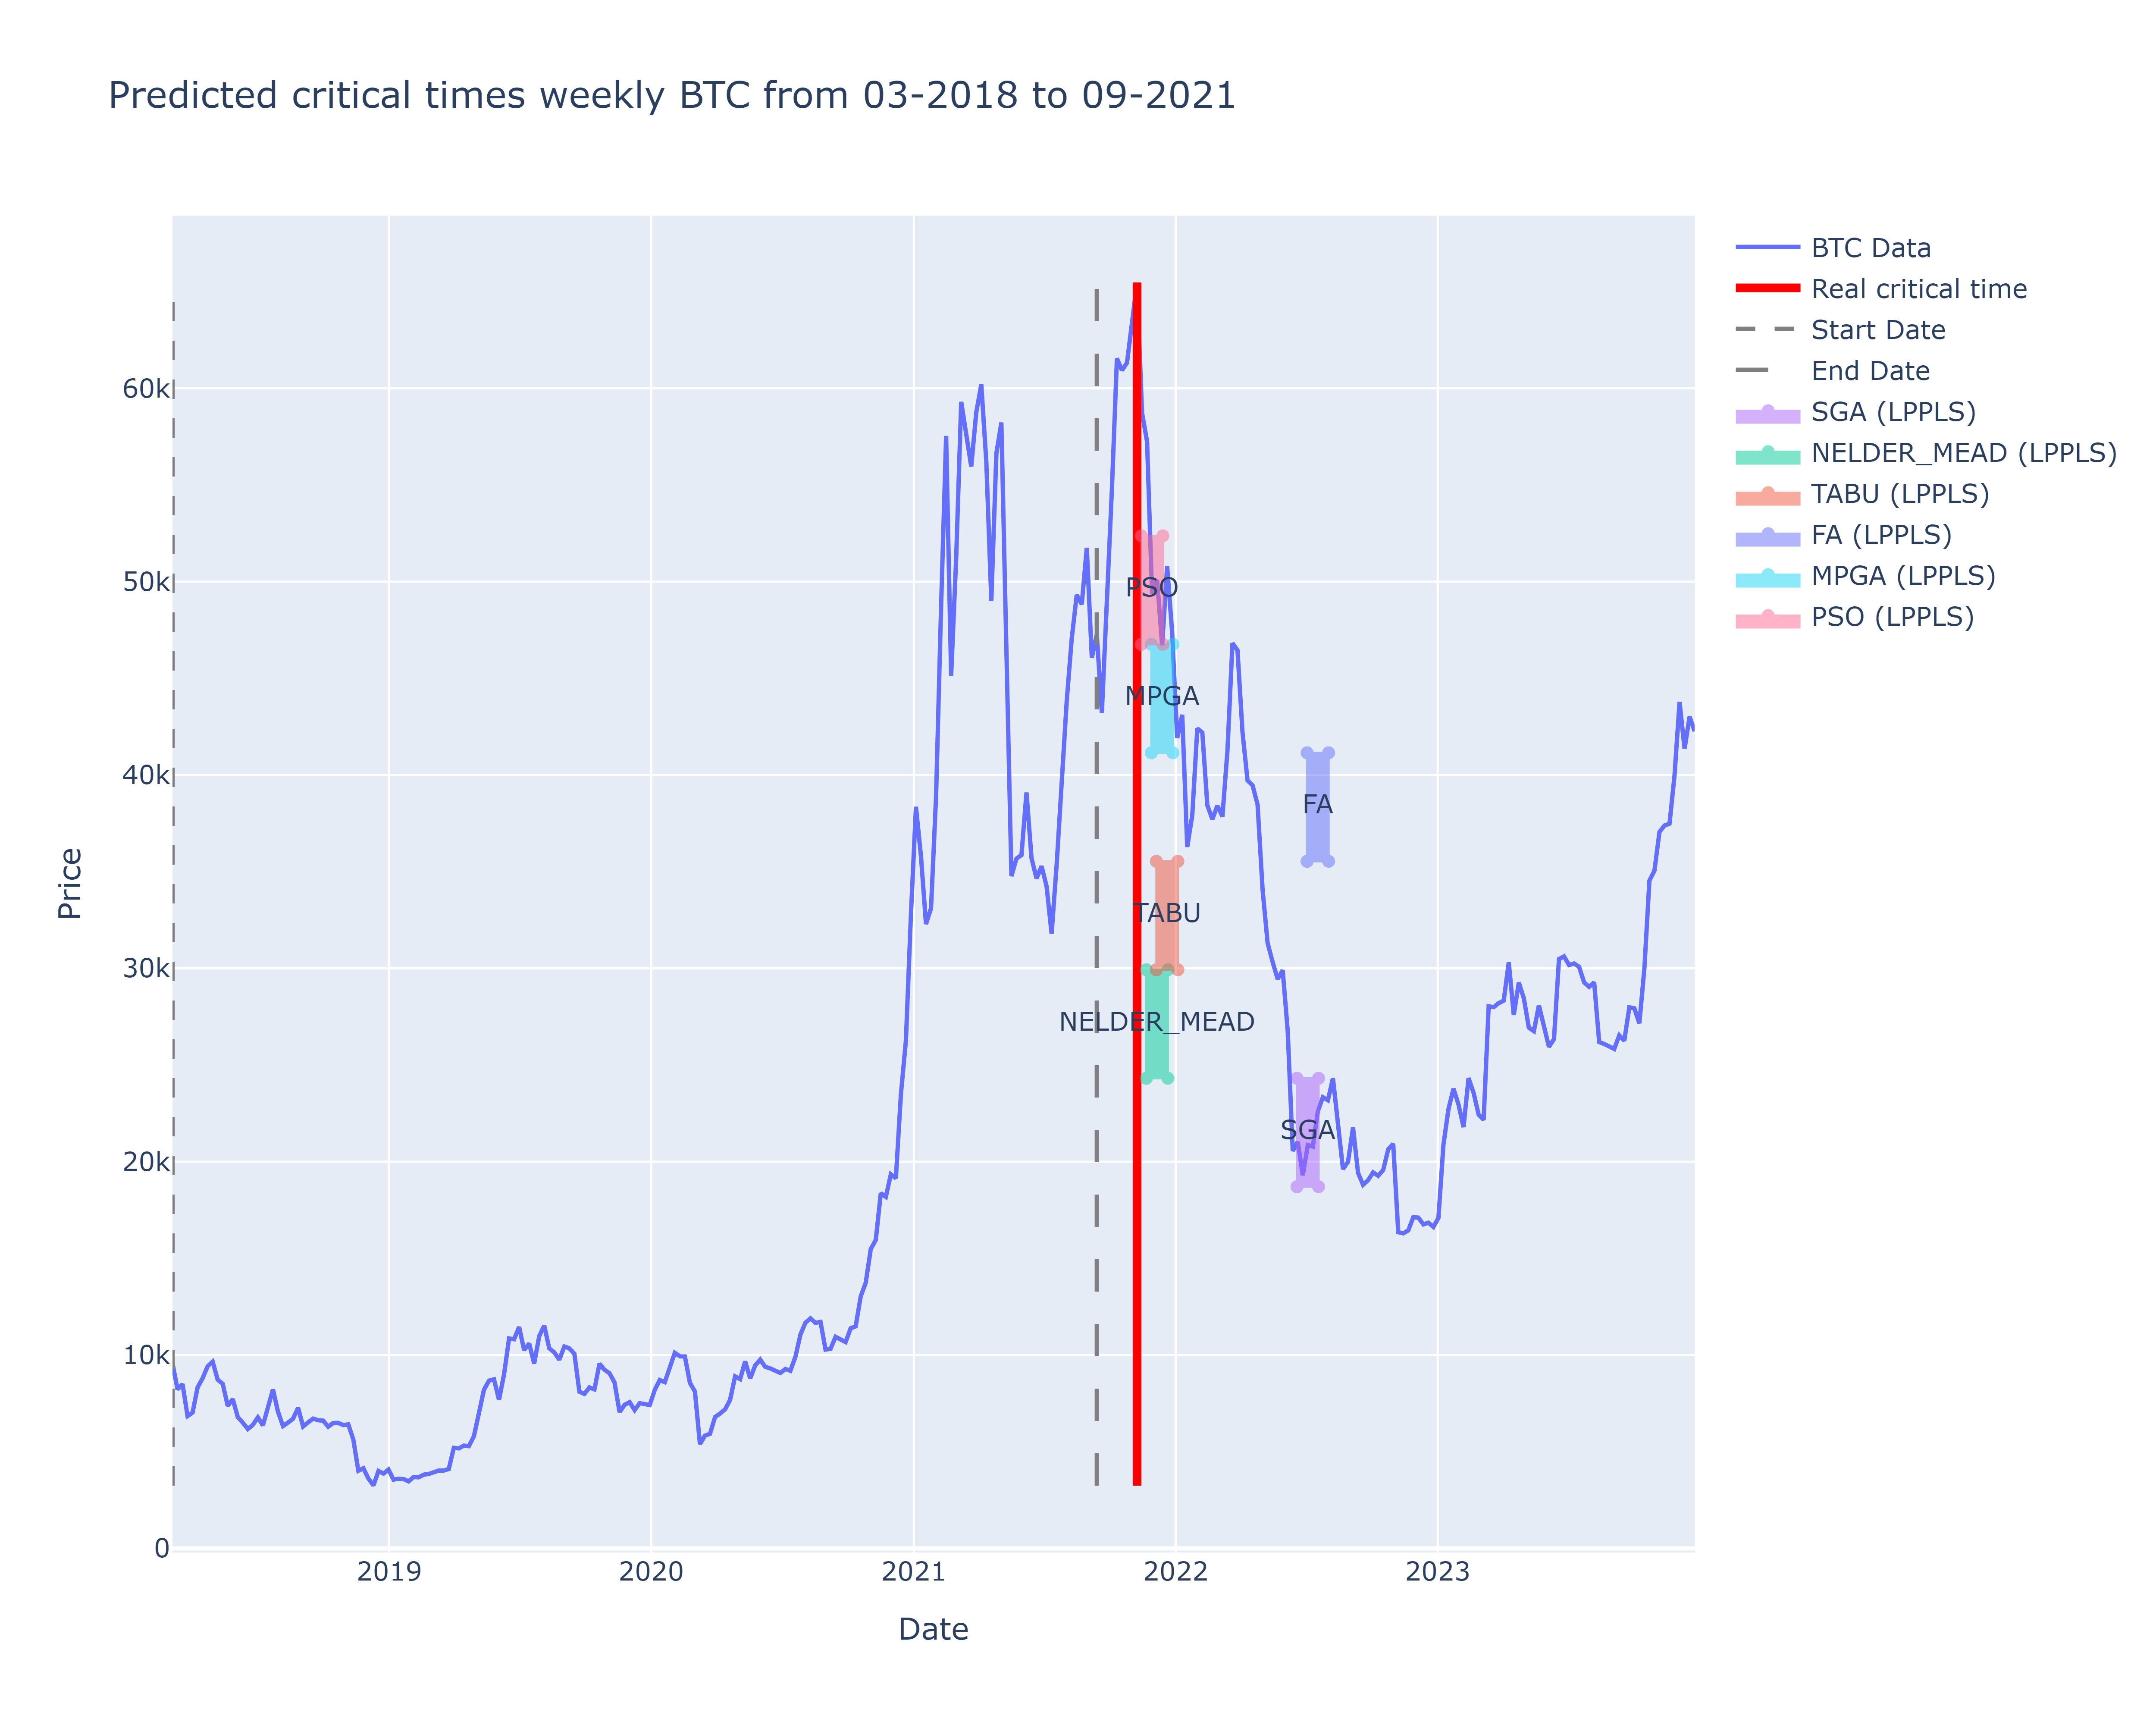 Predicted critical times weekly BTC from 03-2018 to 09-2021
BTC Data
Real critical time
Start Date
End Date
SGA (LPPLS)
NELDER_MEAD (LPPLS)
TABU (LPPLS)
FA (LPPLS)
MPGA (LPPLS)
PSO (LPPLS)
60k
50k
40k
30k
20k
10k
0
Price
PSO
MPGA
FA
TABU
NELDER_MEAD
SGA
2019
2020
2021
2022
2023
Date